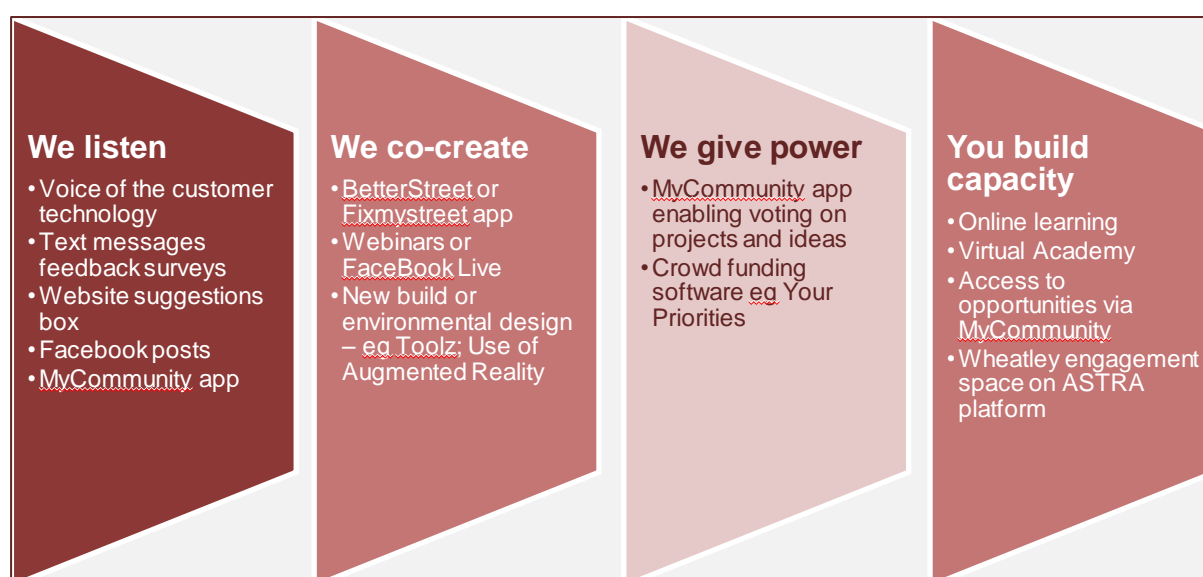 We listen
•Voice of the customer
technology
•Text messages
feedback surveys
•Website suggestions
box
•Facebook posts
•MyCommunity app
We co-create
•BetterStreet or
Fixmystreet app
•Webinars or
FaceBook Live
•New build or
environmental design
– eg Toolz; Use of
Augmented Reality
We give power
•MyCommunity app
enabling voting on
projects and ideas
•Crowd funding
software eg Your
Priorities
You build
capacity
•Online learning
•Virtual Academy
•Access to
opportunities via
MyCommunity
•Wheatley engagement
space on ASTRA
platform